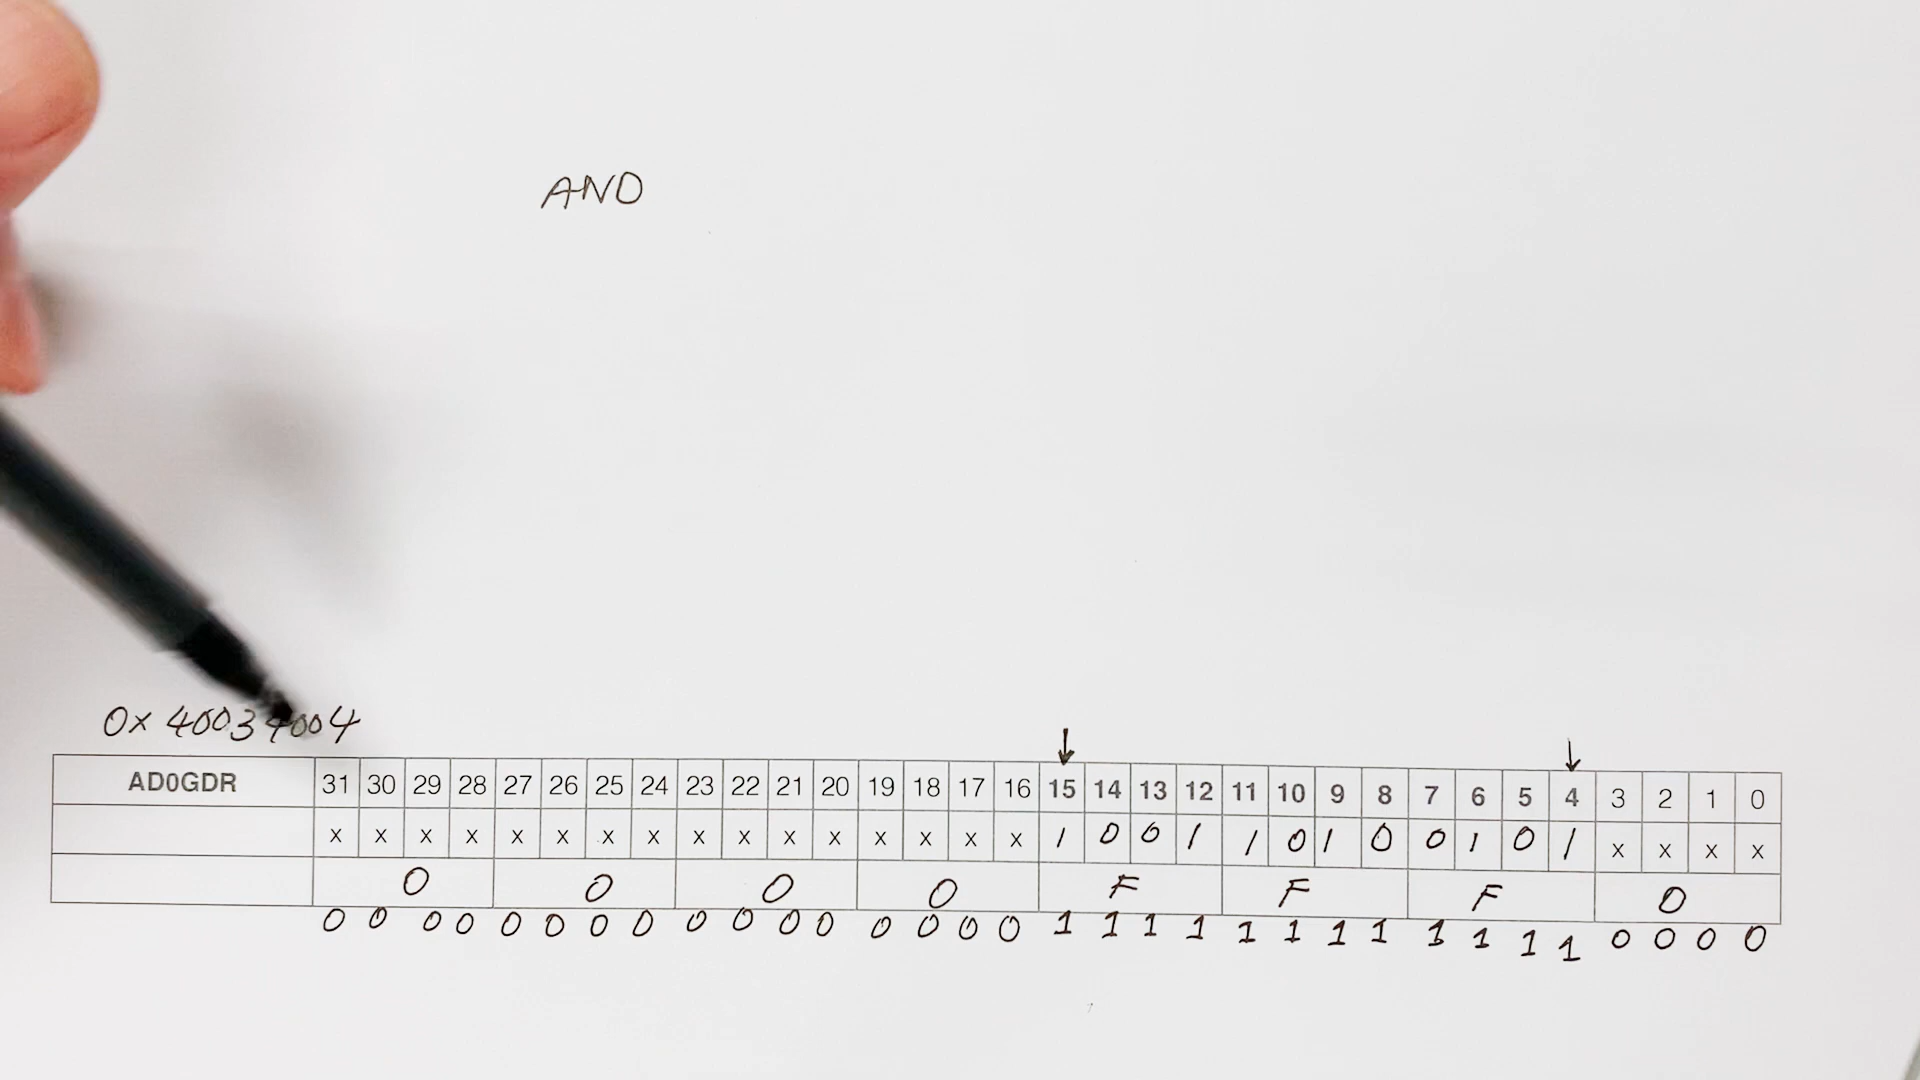 AND
0x 40034004
AD0GDR 31 30 29 28 27 26 25 24 23 22 21 20 19 18 17 16 15 14 13 12 11 10 9 8 7 6 5 4 3 2 1 0
x x x x x x x x x x x x x x x x 1 0 0 1 1 0 1 0 0 1 0 1 x x x x
0 0 0 0 F F F 0
0 0 0 0 0 0 0 0 0 0 0 0 0 0 0 0 1 1 1 1 1 1 1 1 1 1 1 1 0 0 0 0